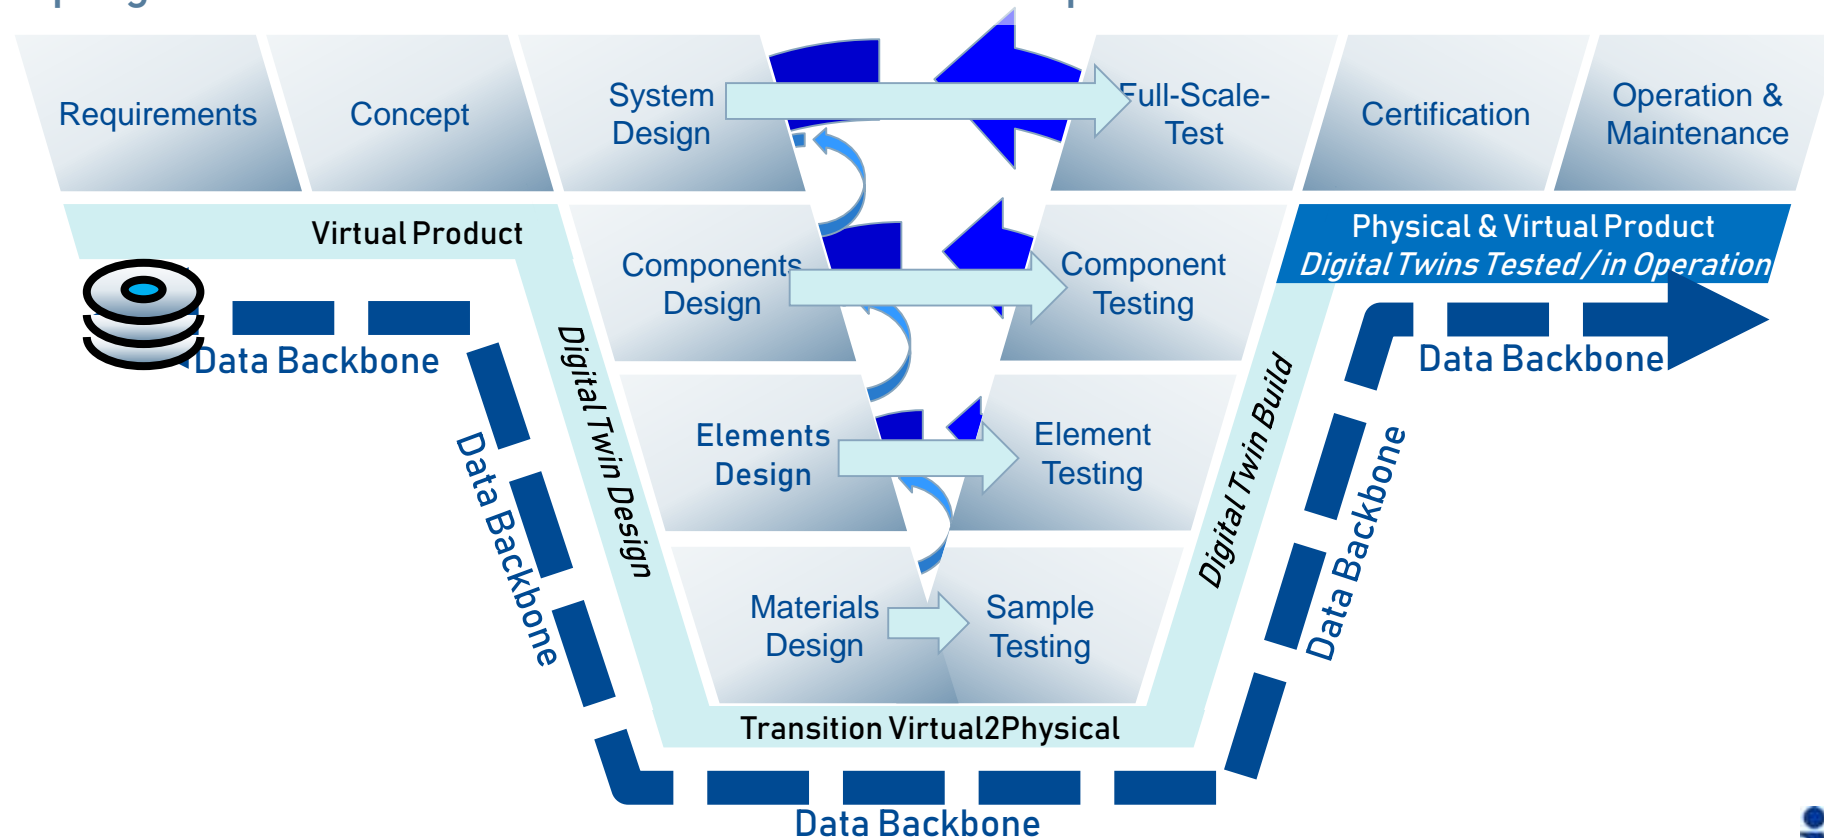 Requirements
Concept
System
Design
Full-Scale-
Test
Certification
Operation &
Maintenance
Virtual Product
Components
Design
Component
Testing
Physical & Virtual Product
Digital Twins Tested / in Operation
Data Backbone
Data Backbone
Digital Twin Design
Elements
Design
Element
Testing
Digital Twin Build
Data Backbone
Data Backbone
Materials
Design
Sample
Testing
Transition Virtual2Physical
Data Backbone